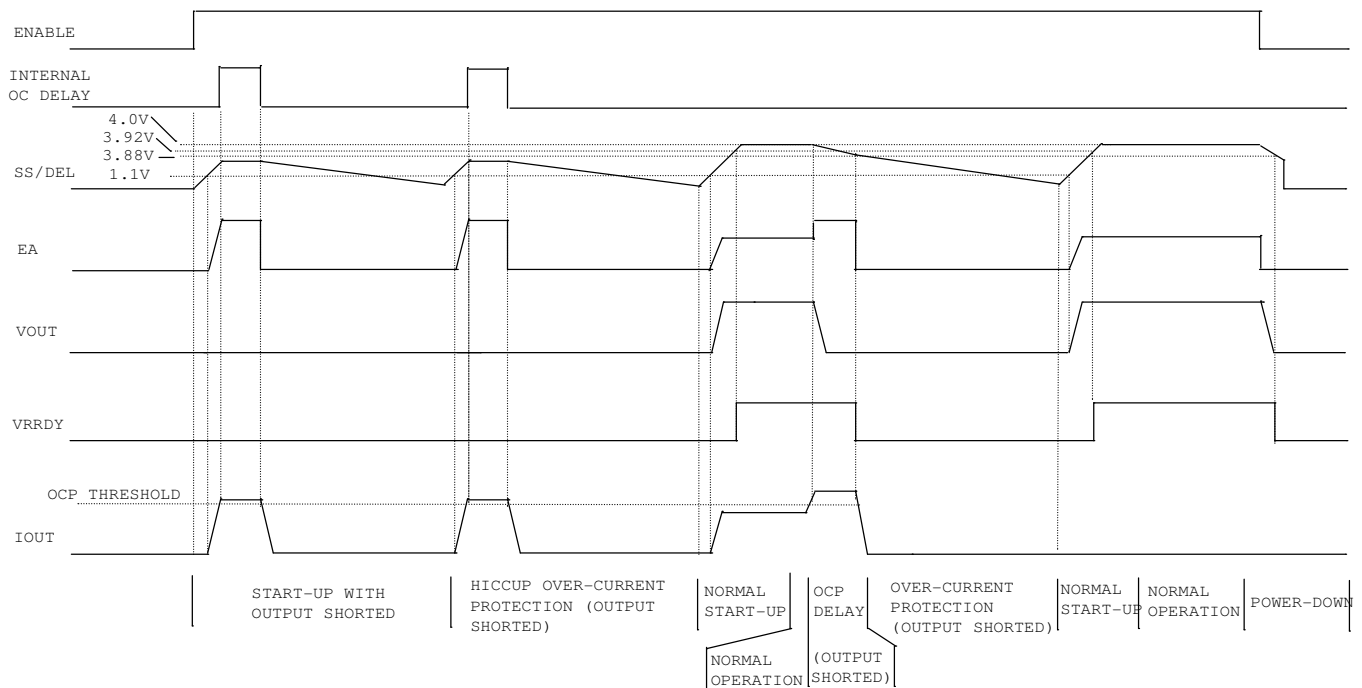 ENABLE
INTERNAL
OC DELAY
4.0V
3.92V
3.88V
SS/DEL
1.1V
EA
VOUT
VRRDY
OCP THRESHOLD
IOUT
START-UP WITH
OUTPUT SHORTED
HICCUP OVER-CURRENT
PROTECTION (OUTPUT
SHORTED)
NORMAL
START-UP
NORMAL
OPERATION
OCP
DELAY
(OUTPUT
SHORTED)
OVER-CURRENT
PROTECTION
(OUTPUT SHORTED)
NORMAL
START-UP
NORMAL
OPERATION
POWER-DOWN